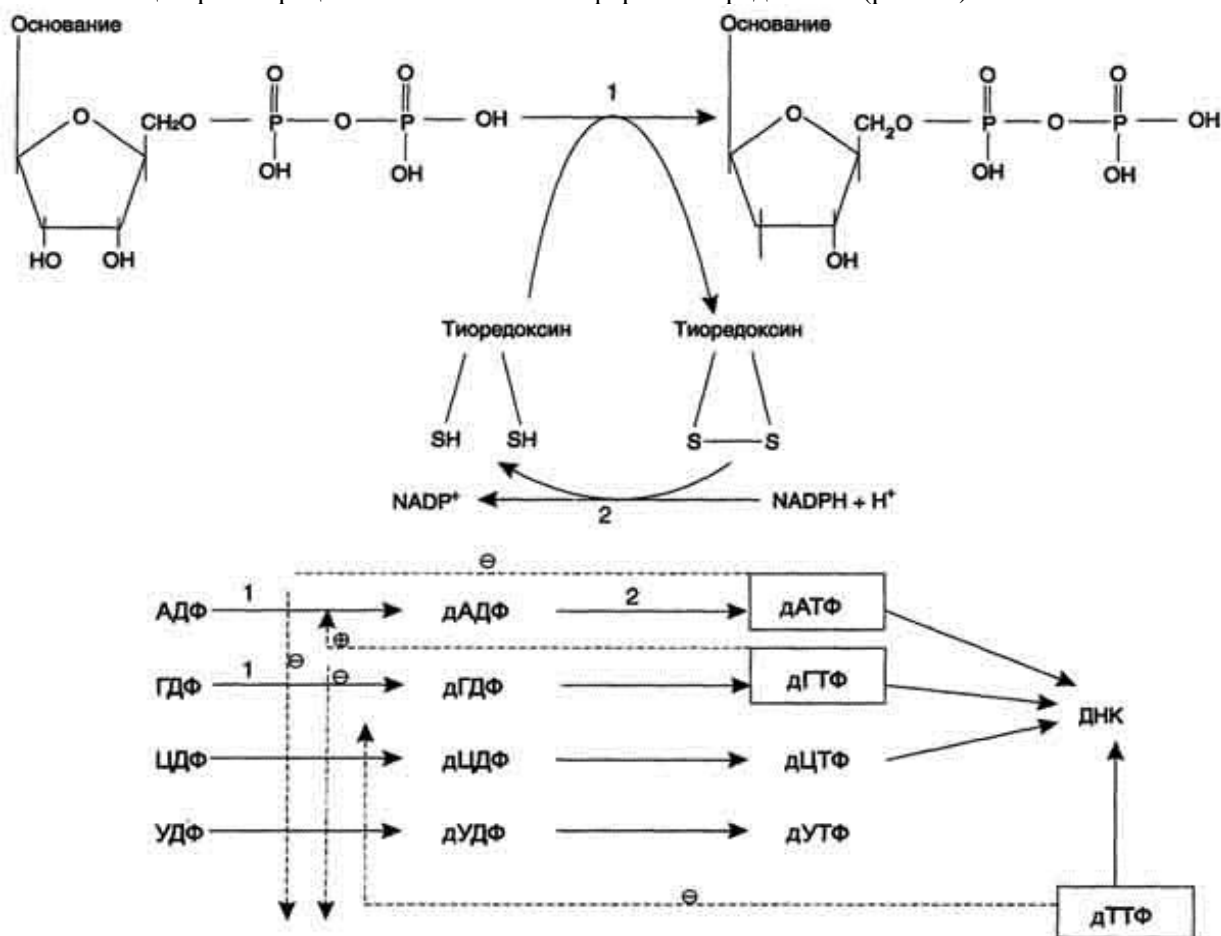 Основание
Основание
O
O
O
O
O
CH₂O
P
O
P
OH
1
O
CH₂O
P
O
P
OH
OH
OH
OH
OH
HO
OH
OH
Тиоредоксин
Тиоредоксин
SH
SH
S
S
NADP⁺
2
NADPH + H⁺
⊖
АДФ
1
дАДФ
2
дАТФ
⊕
⊖
⊖
ГДФ
1
дГДФ
дГТФ
ДНК
ЦДФ
дЦДФ
дЦТФ
УДФ
дУДФ
дУТФ
⊖
дТТФ